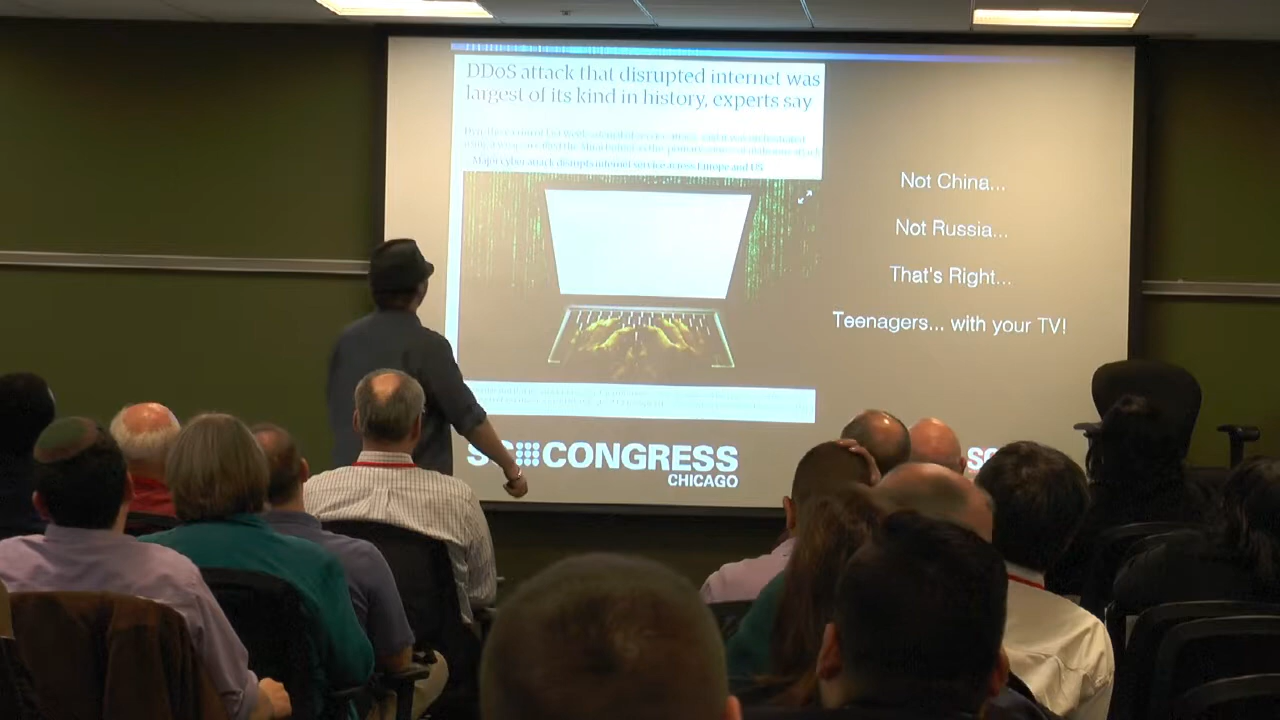 DDoS attack that disrupted internet was
largest of its kind in history, experts say
Major cyber attack disrupts internet service across Europe and US
Not China...
Not Russia...
That's Right...
Teenagers... with your TV!
CONGRESS
CHICAGO